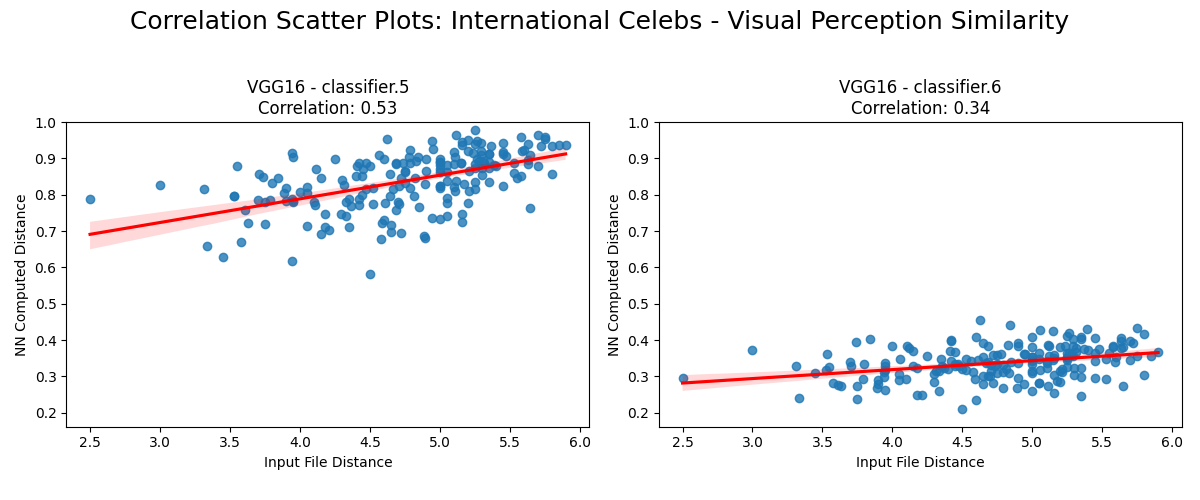 Correlation Scatter Plots: International Celebs - Visual Perception Similarity
VGG16 - classifier.5
Correlation: 0.53
NN Computed Distance
1.0
0.9
0.8
0.7
0.6
0.5
0.4
0.3
0.2
2.5 3.0 3.5 4.0 4.5 5.0 5.5 6.0
Input File Distance
VGG16 - classifier.6
Correlation: 0.34
NN Computed Distance
1.0
0.9
0.8
0.7
0.6
0.5
0.4
0.3
0.2
2.5 3.0 3.5 4.0 4.5 5.0 5.5 6.0
Input File Distance